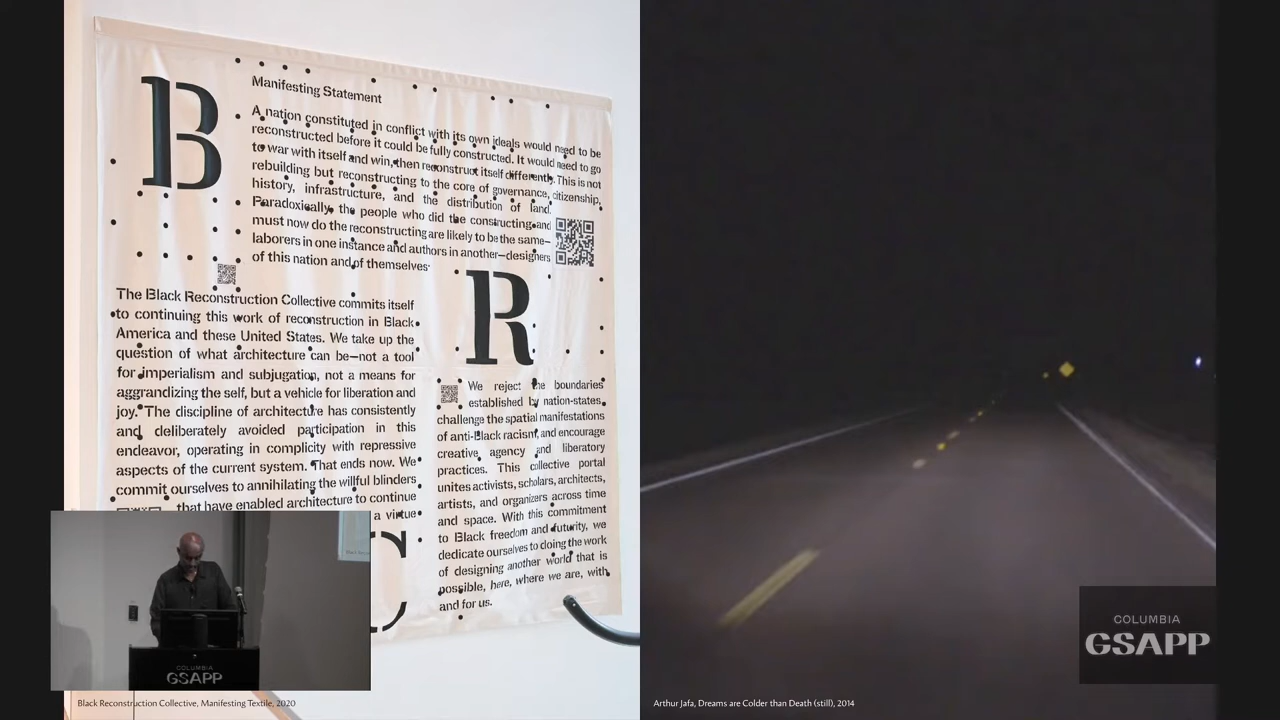 B
Manifesting Statement
A nation constituted in conflict with its own ideals would need to be
reconstructed before it could be fully constructed. It would need to go
to war with itself and win, then reconstruct itself differently. This is not
rebuilding but reconstructing to the core of governance, citizenship,
history, infrastructure, and the distribution of land.
Paradoxically, the people who did the constructing and
must now do the reconstructing are likely to be the same—
laborers in one instance and authors in another—designers
of this nation and of themselves
The Black Reconstruction Collective commits itself
to continuing this work of reconstruction in Black
America and these United States. We take up the
question of what architecture can be—not a tool
for imperialism and subjugation, not a means for
aggrandizing the self, but a vehicle for liberation and
joy. The discipline of architecture has consistently
and deliberately avoided participation in this
endeavor, operating in complicity with repressive
aspects of the current system. That ends now. We
commit ourselves to annihilating the willful blinders
that have enabled architecture to continue
a virtue
R
We reject the boundaries
established by nation-states,
challenge the spatial manifestations
of anti-Black racism, and encourage
creative agency and liberatory
practices. This collective portal
unites activists, scholars, architects,
artists, and organizers across time
and space. With this commitment
to Black freedom and futurity, we
dedicate ourselves to doing the work
of designing another world that is
possible, here, where we are, with
and for us.
C
COLUMBIA
GSAPP
COLUMBIA
GSAPP
Black Reconstruction Collective, Manifesting Textile, 2020
Arthur Jafa, Dreams are Colder than Death (still), 2014